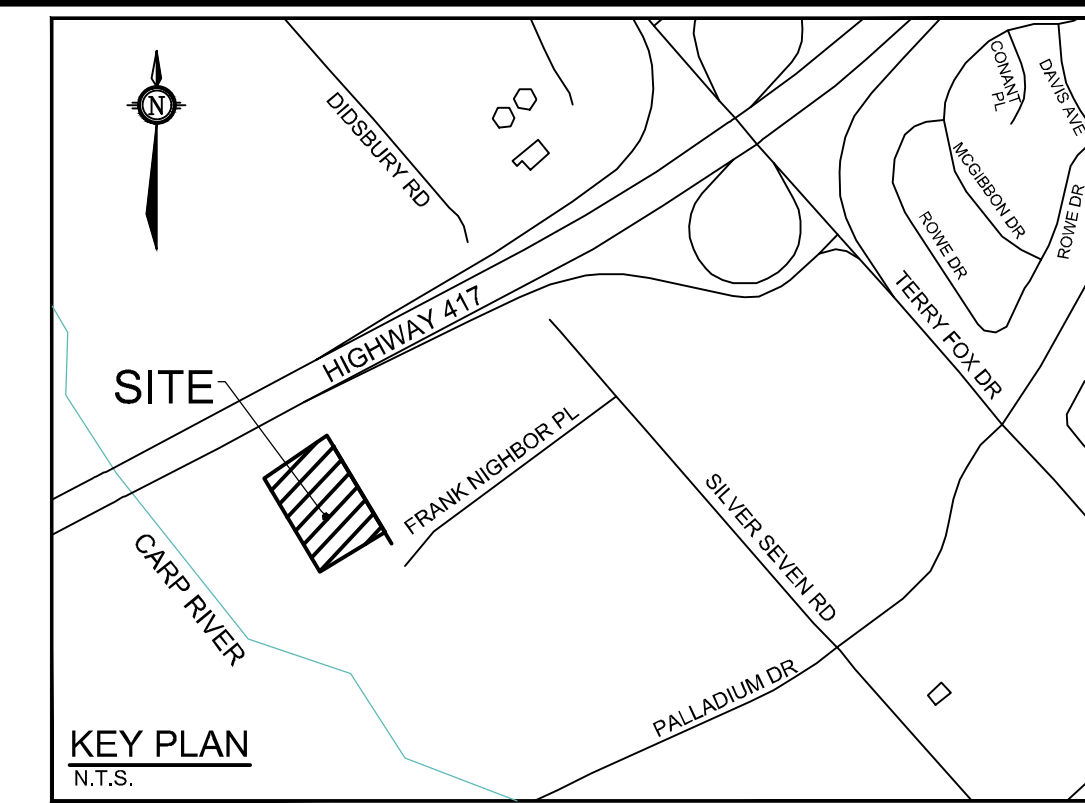 N
DIDSBURY RD
CONANT
PL
DAVIS AVE
MCGIBBON DR
ROWE DR
ROWE DR
HIGHWAY 417
TERRY FOX DR
SITE
FRANK NIGHBOR PL
SILVER SEVEN RD
CARP RIVER
PALLADIUM DR
KEY PLAN
N.T.S.